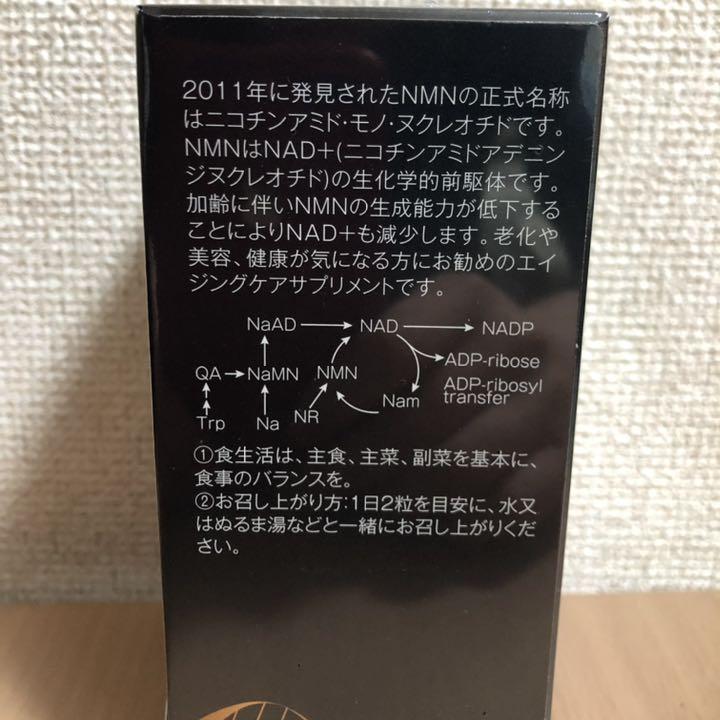 2011年に発見されたNMNの正式名称
はニコチンアミド・モノ・ヌクレオチドです。
NMNはNAD+(ニコチンアミドアデニン
ジヌクレオチド)の生化学的前駆体です。
加齢に伴いNMNの生成能力が低下する
ことによりNAD+も減少します。老化や
美容、健康が気になる方にお勧めのエイ
ジングケアサプリメントです。
NaAD NAD NADP
ADP-ribose
QA NaMN NMN
ADP-ribosyl
transfer
Nam
Trp Na NR
①食生活は、主食、主菜、副菜を基本に、
食事のバランスを。
②お召し上がり方:1日2粒を目安に、水又
はぬるま湯などと一緒にお召し上がりくだ
さい。